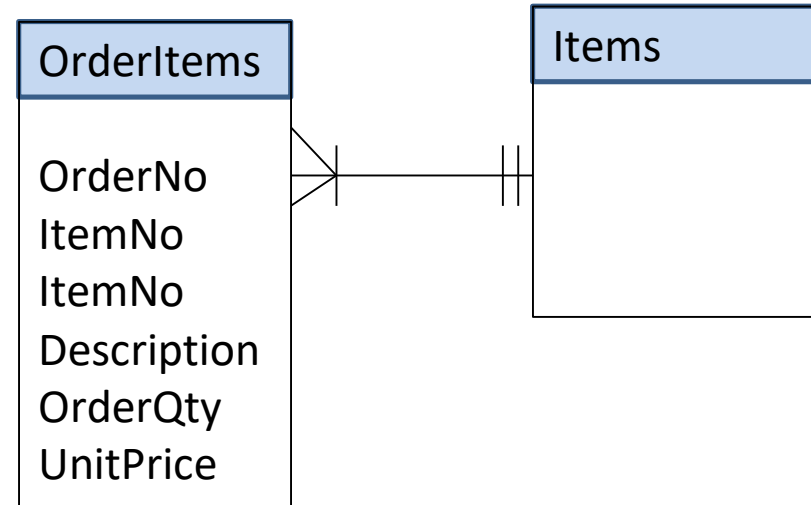 OrderItems
OrderNo
ItemNo
ItemNo
Description
OrderQty
UnitPrice
Items